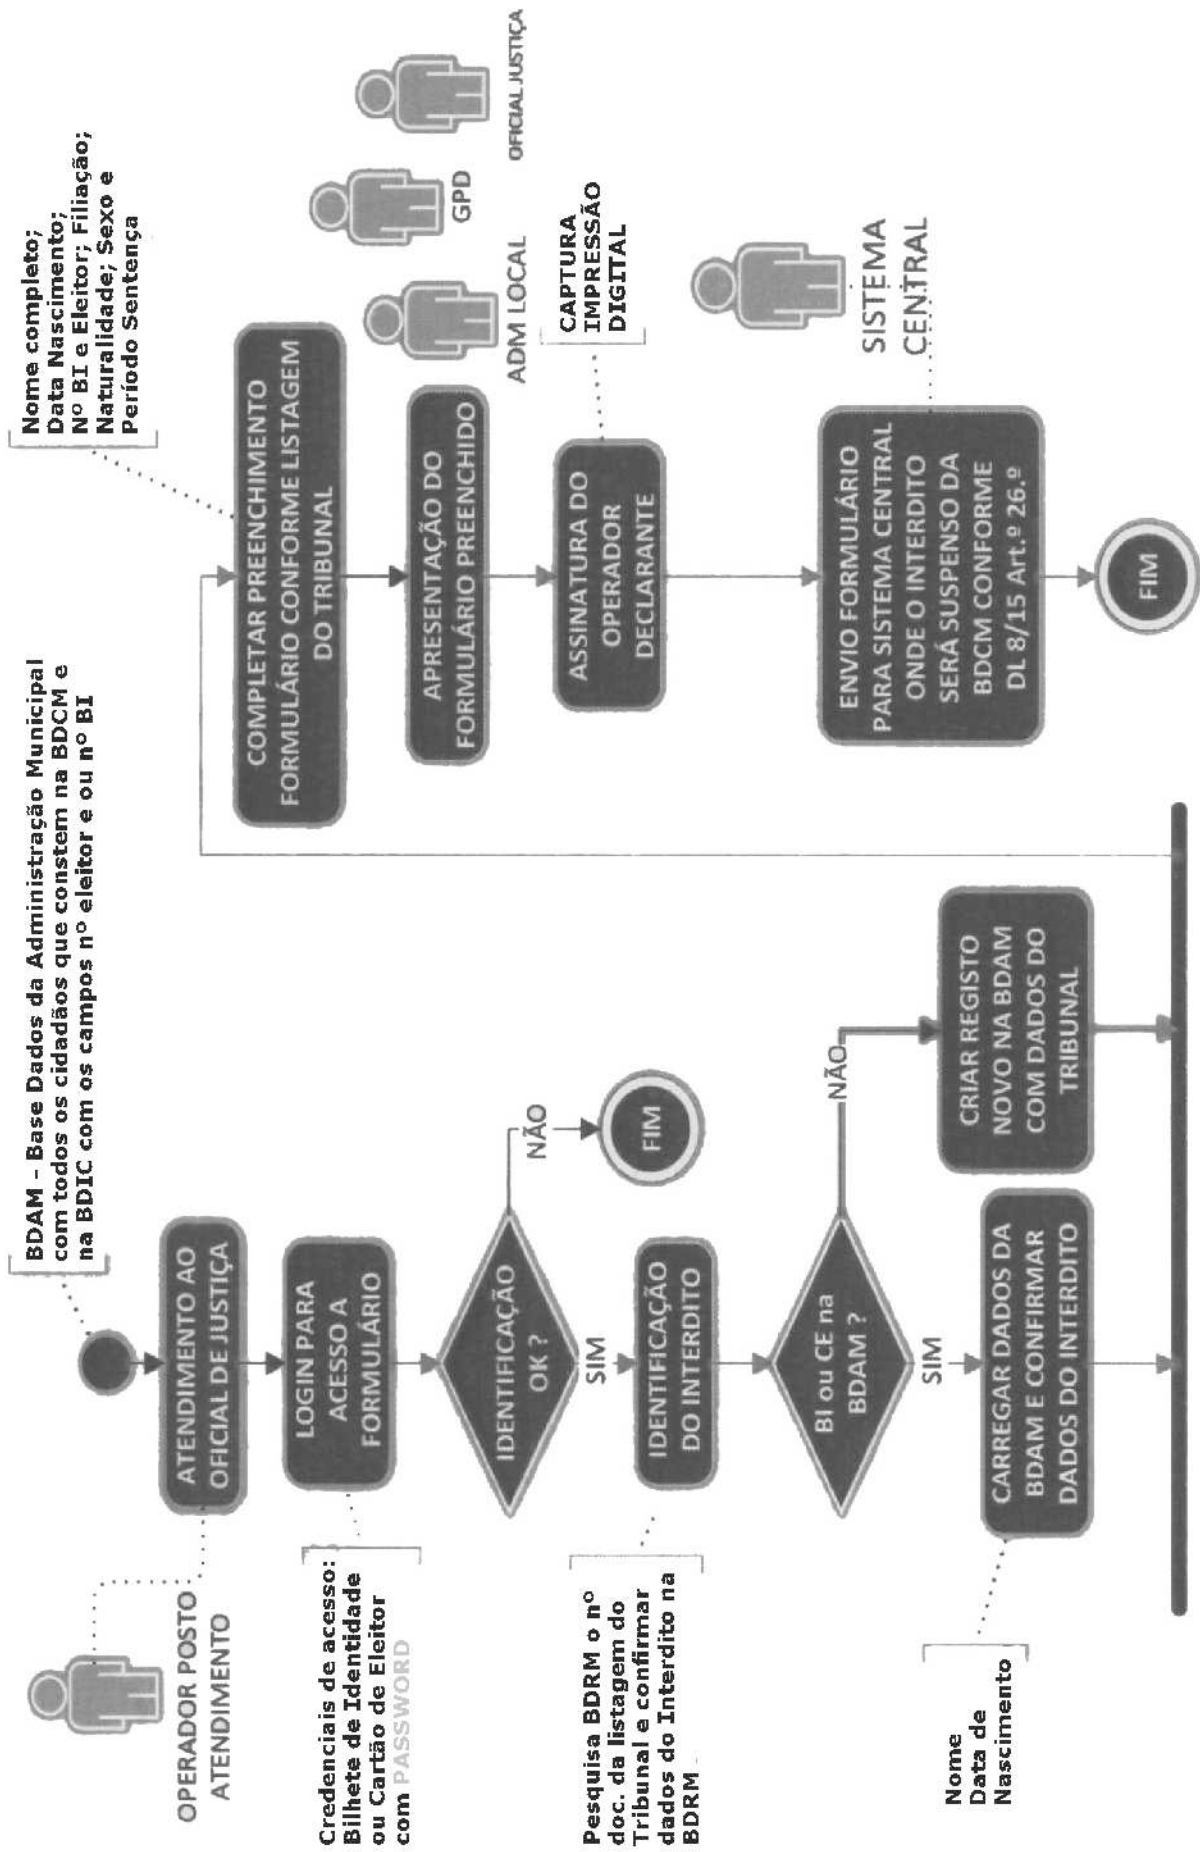 BDAM – Base Dados da Administração Municipal
com todos os cidadãos que constem na BDCM e
na BDIC com os campos nº eleitor e ou nº BI
OPERADOR POSTO
ATENDIMENTO
ATENDIMENTO AO
OFICIAL DE JUSTIÇA
LOGIN PARA
ACESSO A
FORMULÁRIO
Credenciais de acesso:
Bilhete de Identidade
ou Cartão de Eleitor
com PASSWORD
IDENTIFICAÇÃO
OK ?
NÃO
FIM
SIM
IDENTIFICAÇÃO
DO INTERDITO
Pesquisa BDRM o nº
doc. da listagem do
Tribunal e confirmar
dados do Interdito na
BDRM
BI ou CE na
BDAM ?
NÃO
SIM
CARREGAR DADOS DA
BDAM E CONFIRMAR
DADOS DO INTERDITO
Nome
Data de
Nascimento
CRIAR REGISTO
NOVO NA BDAM
COM DADOS DO
TRIBUNAL
Nome completo;
Data Nascimento;
Nº BI e Eleitor; Filiação;
Naturalidade; Sexo e
Período Sentença
COMPLETAR PREENCHIMENTO
FORMULÁRIO CONFORME LISTAGEM
DO TRIBUNAL
APRESENTAÇÃO DO
FORMULÁRIO PREENCHIDO
ADM LOCAL
GPD
OFICIAL JUSTIÇA
ASSINATURA DO
OPERADOR
DECLARANTE
CAPTURA
IMPRESSÃO
DIGITAL
ENVIO FORMULÁRIO
PARA SISTEMA CENTRAL
ONDE O INTERDITO
SERÁ SUSPENSO DA
BDCM CONFORME
DL 8/15 Art.º 26.º
SISTEMA
CENTRAL
FIM